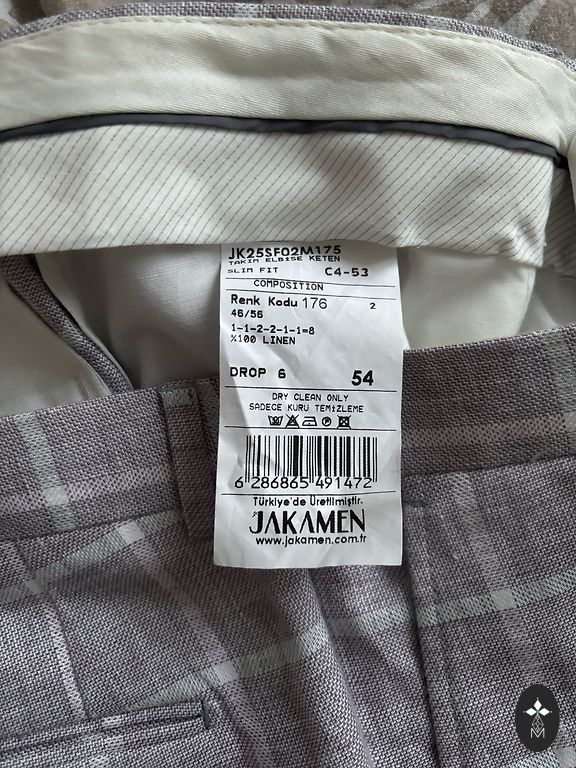 JK25SF02M175
TAKIM ELBISE KETEN
SLIM FIT C4-53
COMPOSITION
Renk Kodu 176 2
46/56
1-1-2-2-1-1=8
%100 LINEN
DROP 6 54
DRY CLEAN ONLY
SADECE KURU TEMİZLEME
6 286865 491472
Türkiye'de Üretilmiştir.
JAKAMEN
www.jakamen.com.tr
M